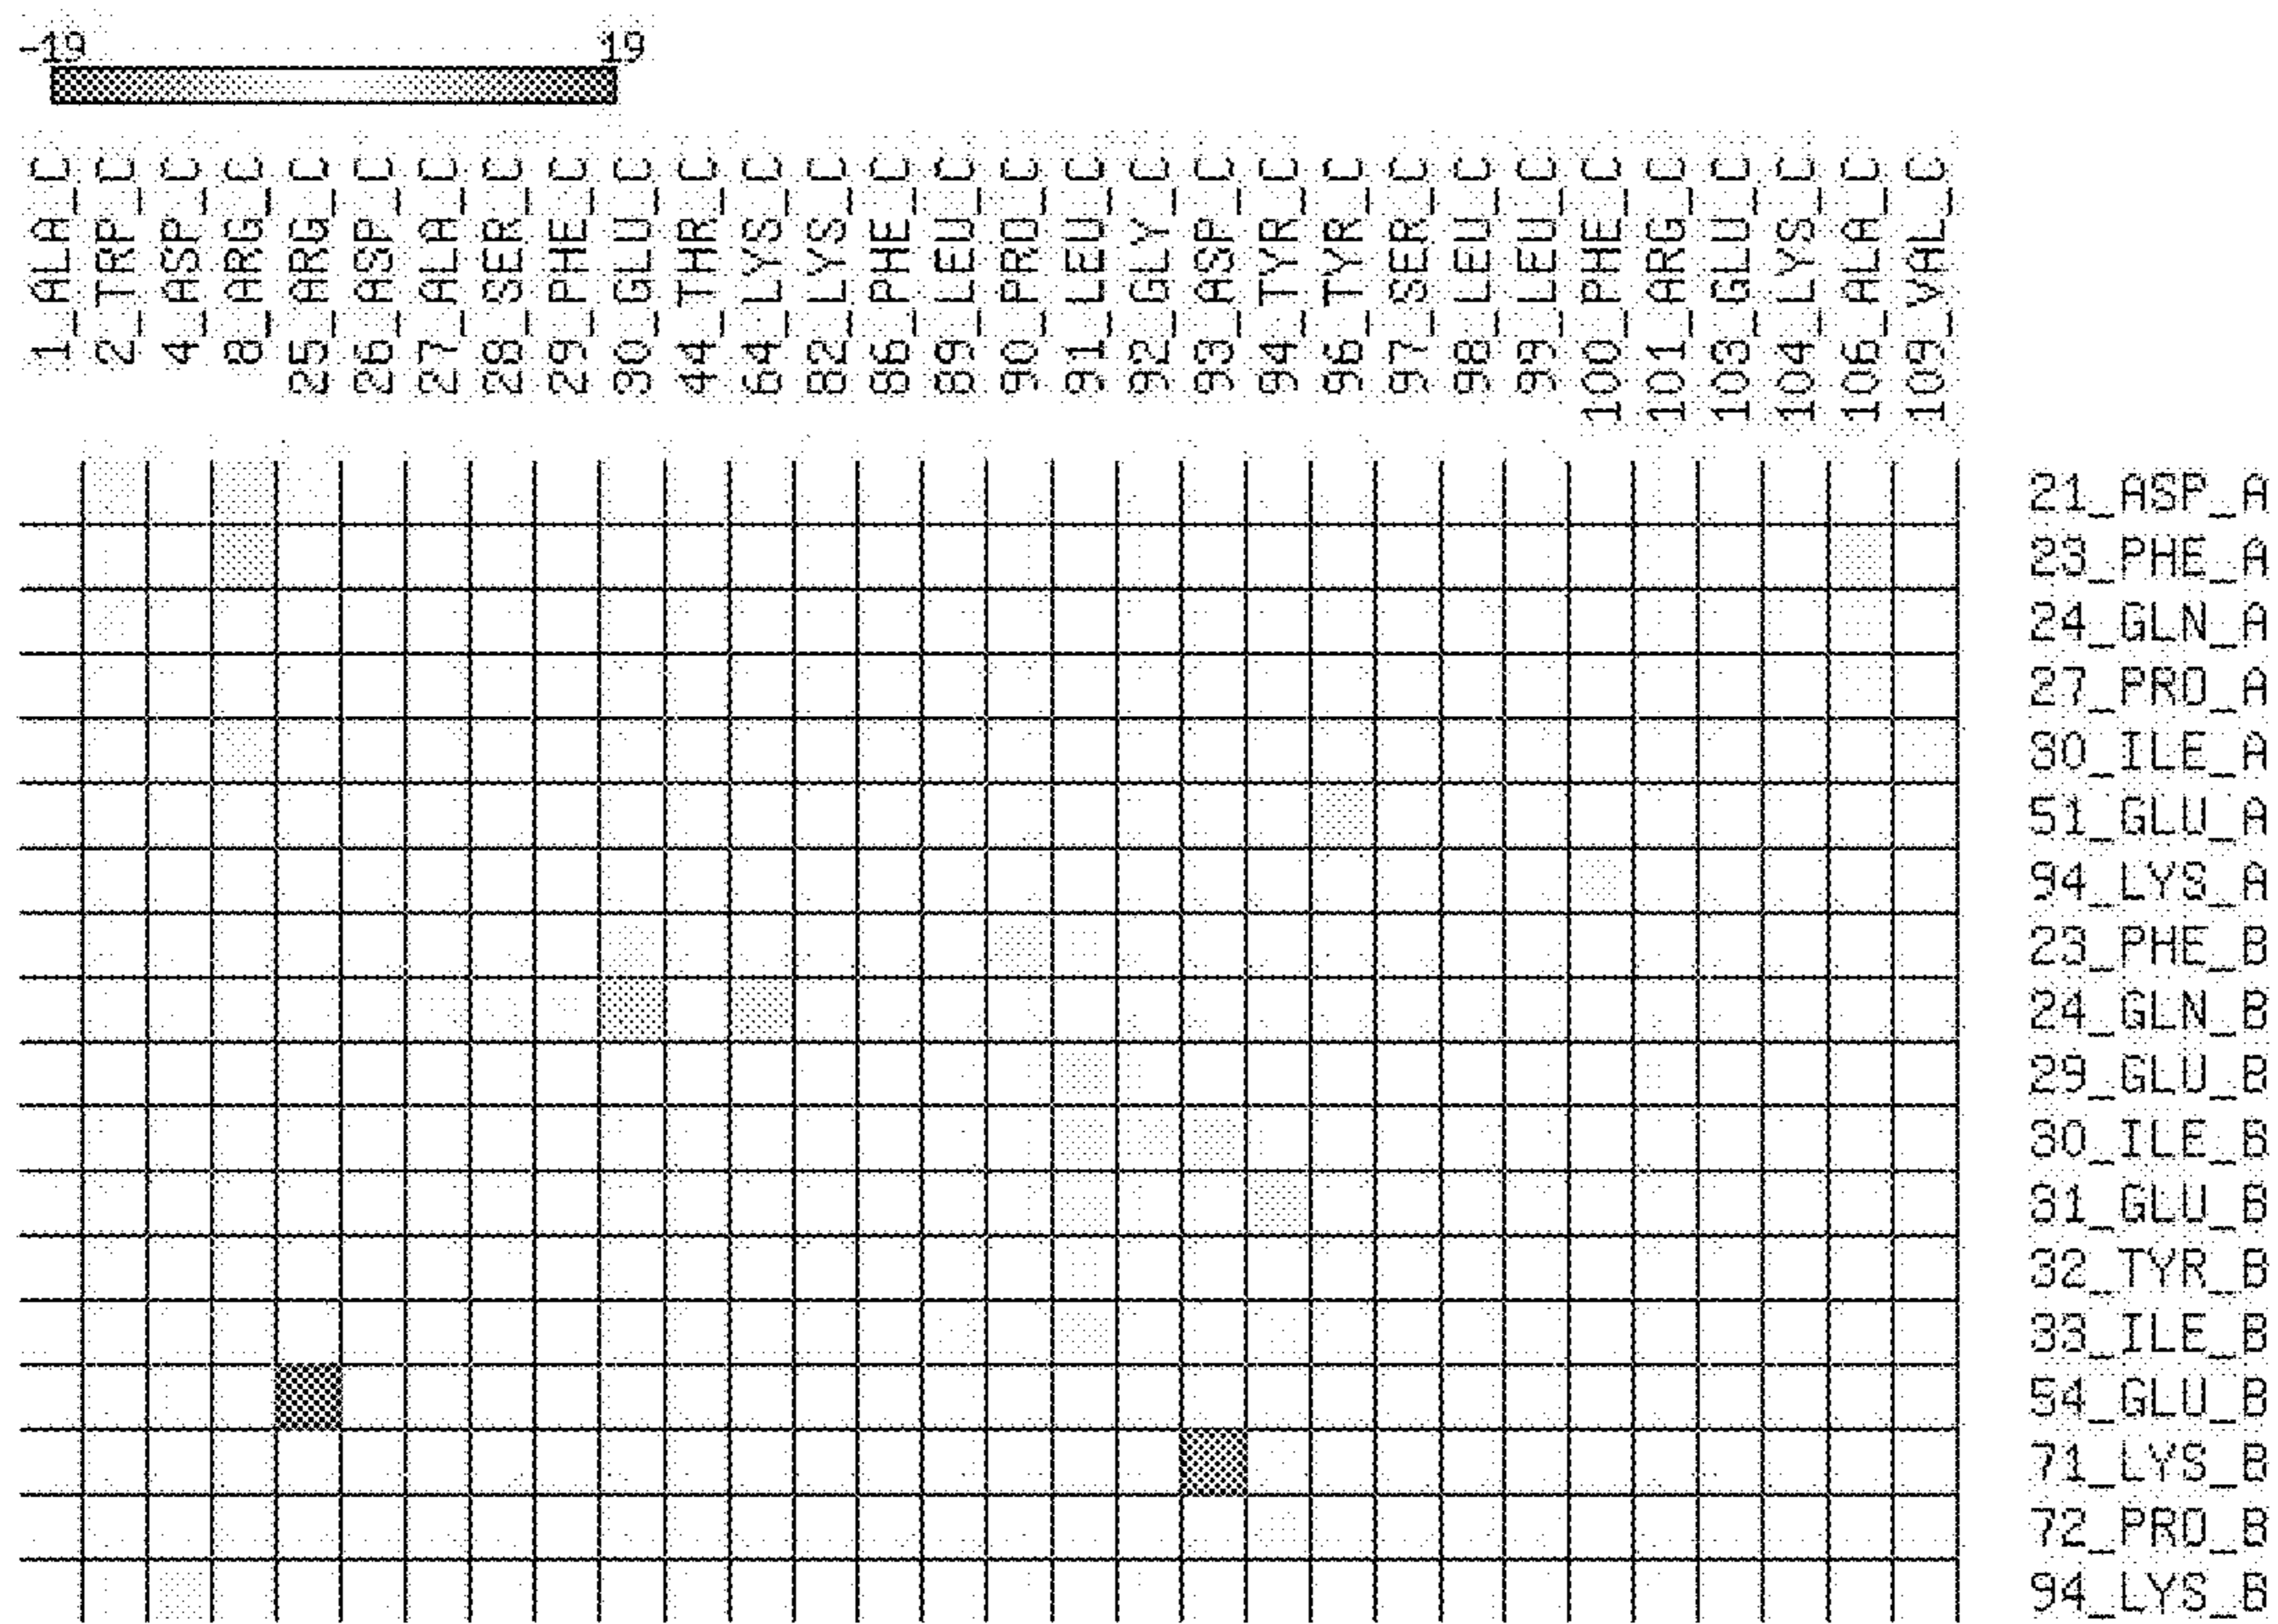 -19 19
1_ALA_C
2_TRP_C
4_ASP_C
8_ARG_C
25_ARG_C
26_ASP_C
27_ALA_C
28_SER_C
29_PHE_C
30_GLU_C
44_THR_C
64_LYS_C
82_LYS_C
86_PHE_C
89_LEU_C
90_PRO_C
91_LEU_C
92_GLY_C
93_ASP_C
94_TYR_C
96_TYR_C
97_SER_C
98_LEU_C
99_LEU_C
100_PHE_C
101_ARG_C
103_GLU_C
104_LYS_C
106_ALA_C
109_VAL_C
21_ASP_A
23_PHE_A
24_GLN_A
27_PRO_A
30_ILE_A
51_GLU_A
94_LYS_A
23_PHE_B
24_GLN_B
29_GLU_B
30_ILE_B
31_GLU_B
32_TYR_B
33_ILE_B
54_GLU_B
71_LYS_B
72_PRO_B
94_LYS_B